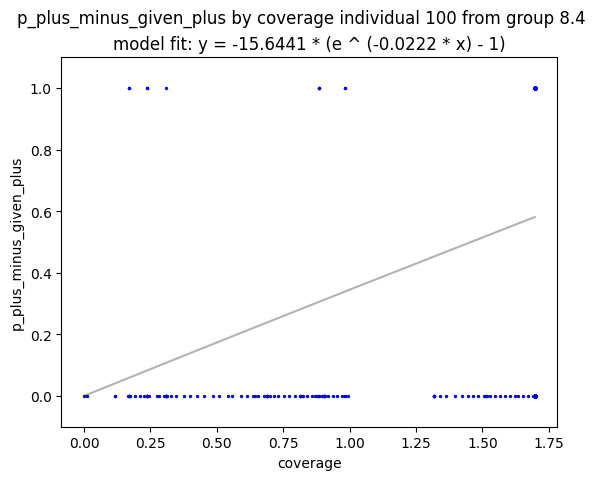 p_plus_minus_given_plus by coverage individual 100 from group 8.4
model fit: y = -15.6441 * (e ^ (-0.0222 * x) - 1)
p_plus_minus_given_plus
1.0
0.8
0.6
0.4
0.2
0.0
0.00 0.25 0.50 0.75 1.00 1.25 1.50 1.75
coverage